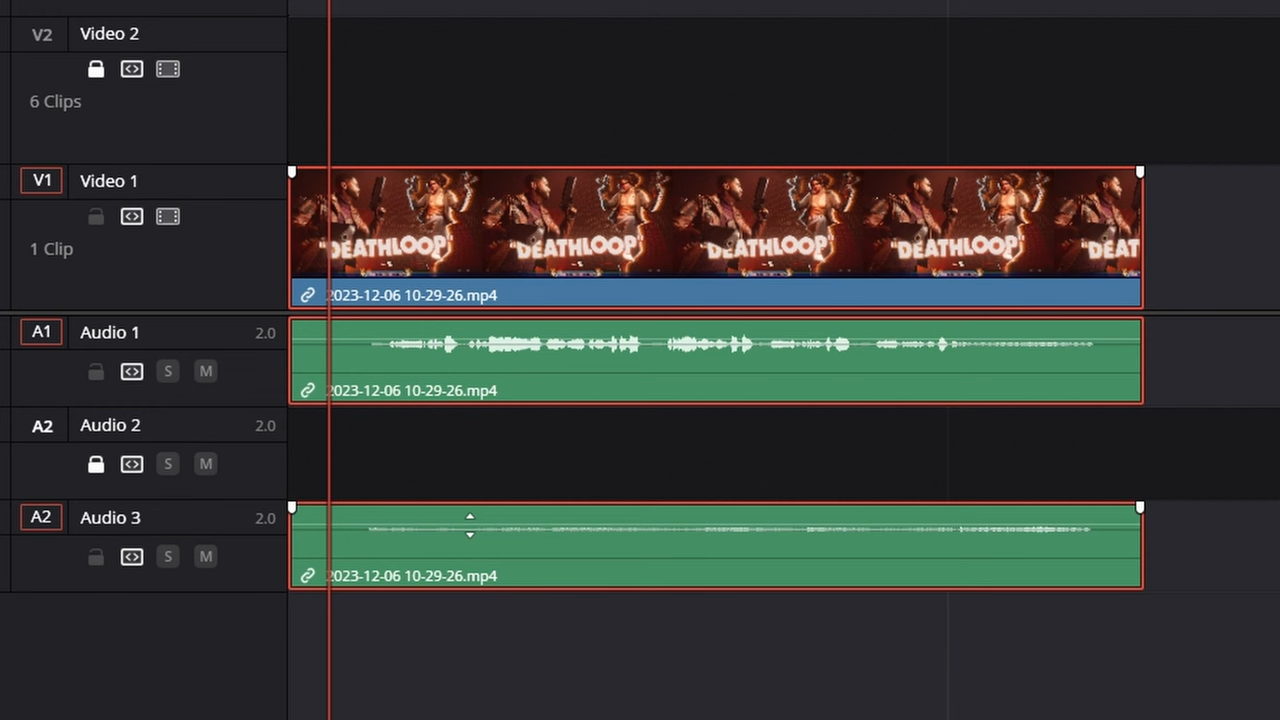 V2 Video 2
6 Clips
V1 Video 1
"DEATHLOOP" "DEATHLOOP" "DEATHLOOP" "DEATHLOOP" "DEAT
1 Clip
2023-12-06 10-29-26.mp4
A1 Audio 1 2.0
S M
2023-12-06 10-29-26.mp4
A2 Audio 2 2.0
S M
A2 Audio 3 2.0
S M
2023-12-06 10-29-26.mp4